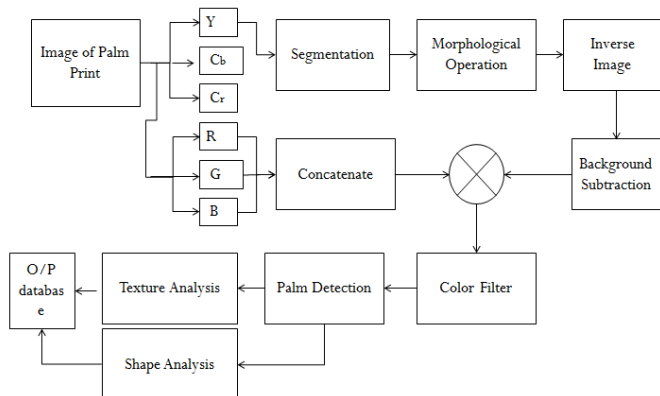 Image of Palm
Print
Y
Cb
Cr
R
G
B
Segmentation
Morphological
Operation
Inverse
Image
Concatenate
Background
Subtraction
O/P
databas
e
Texture Analysis
Palm Detection
Color Filter
Shape Analysis